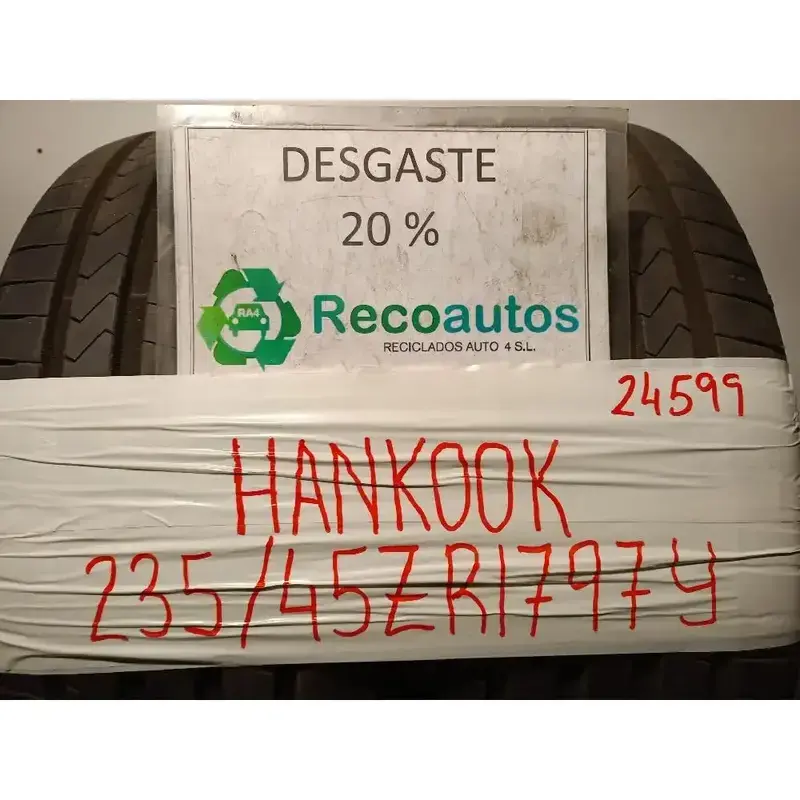 DESGASTE
20 %
RA4
Recoautos
RECICLADOS AUTO 4 S.L.
24599
HANKOOK
235/45ZR1797Y